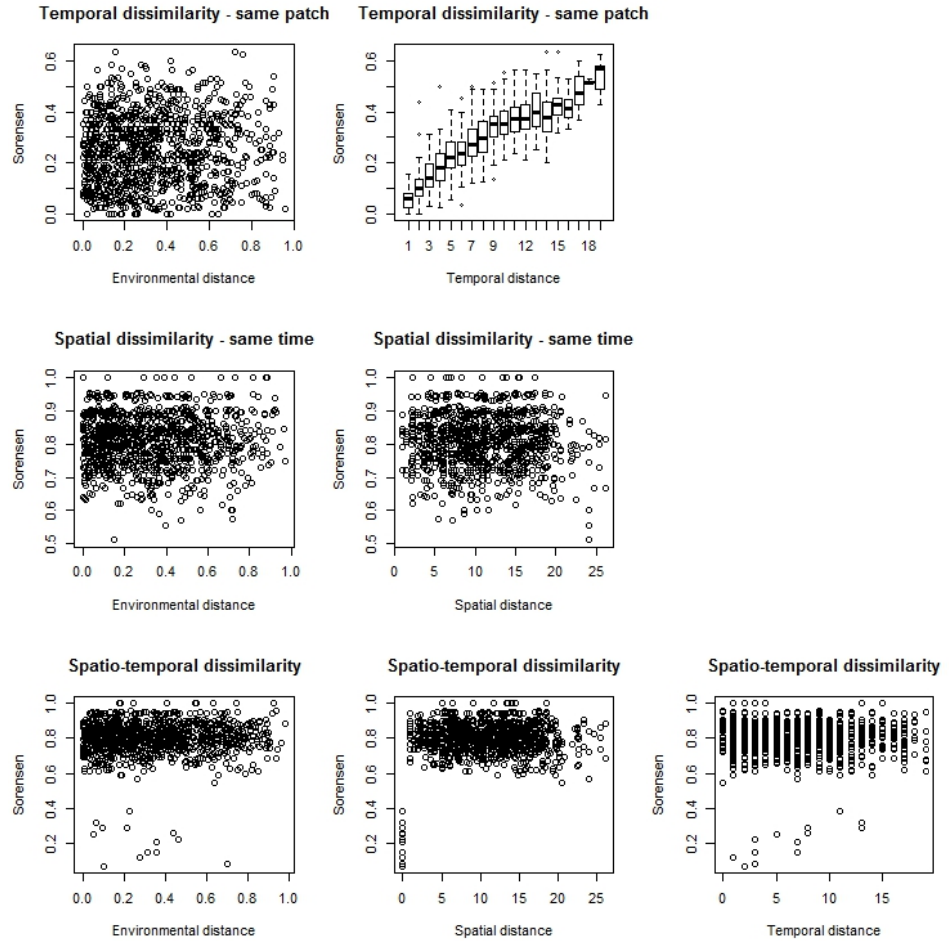 Temporal dissimilarity - same patch
Sorensen
0.0 0.2 0.4 0.6
0.0 0.2 0.4 0.6 0.8 1.0
Environmental distance
Temporal dissimilarity - same patch
Sorensen
0.0 0.2 0.4 0.6
1 3 5 7 9 12 15 18
Temporal distance
Spatial dissimilarity - same time
Sorensen
0.5 0.6 0.7 0.8 0.9 1.0
0.0 0.2 0.4 0.6 0.8 1.0
Environmental distance
Spatial dissimilarity - same time
Sorensen
0.5 0.6 0.7 0.8 0.9 1.0
0 5 10 15 20 25
Spatial distance
Spatio-temporal dissimilarity
Sorensen
0.2 0.4 0.6 0.8 1.0
0.0 0.2 0.4 0.6 0.8 1.0
Environmental distance
Spatio-temporal dissimilarity
Sorensen
0.2 0.4 0.6 0.8 1.0
0 5 10 15 20 25
Spatial distance
Spatio-temporal dissimilarity
Sorensen
0.2 0.4 0.6 0.8 1.0
0 5 10 15
Temporal distance